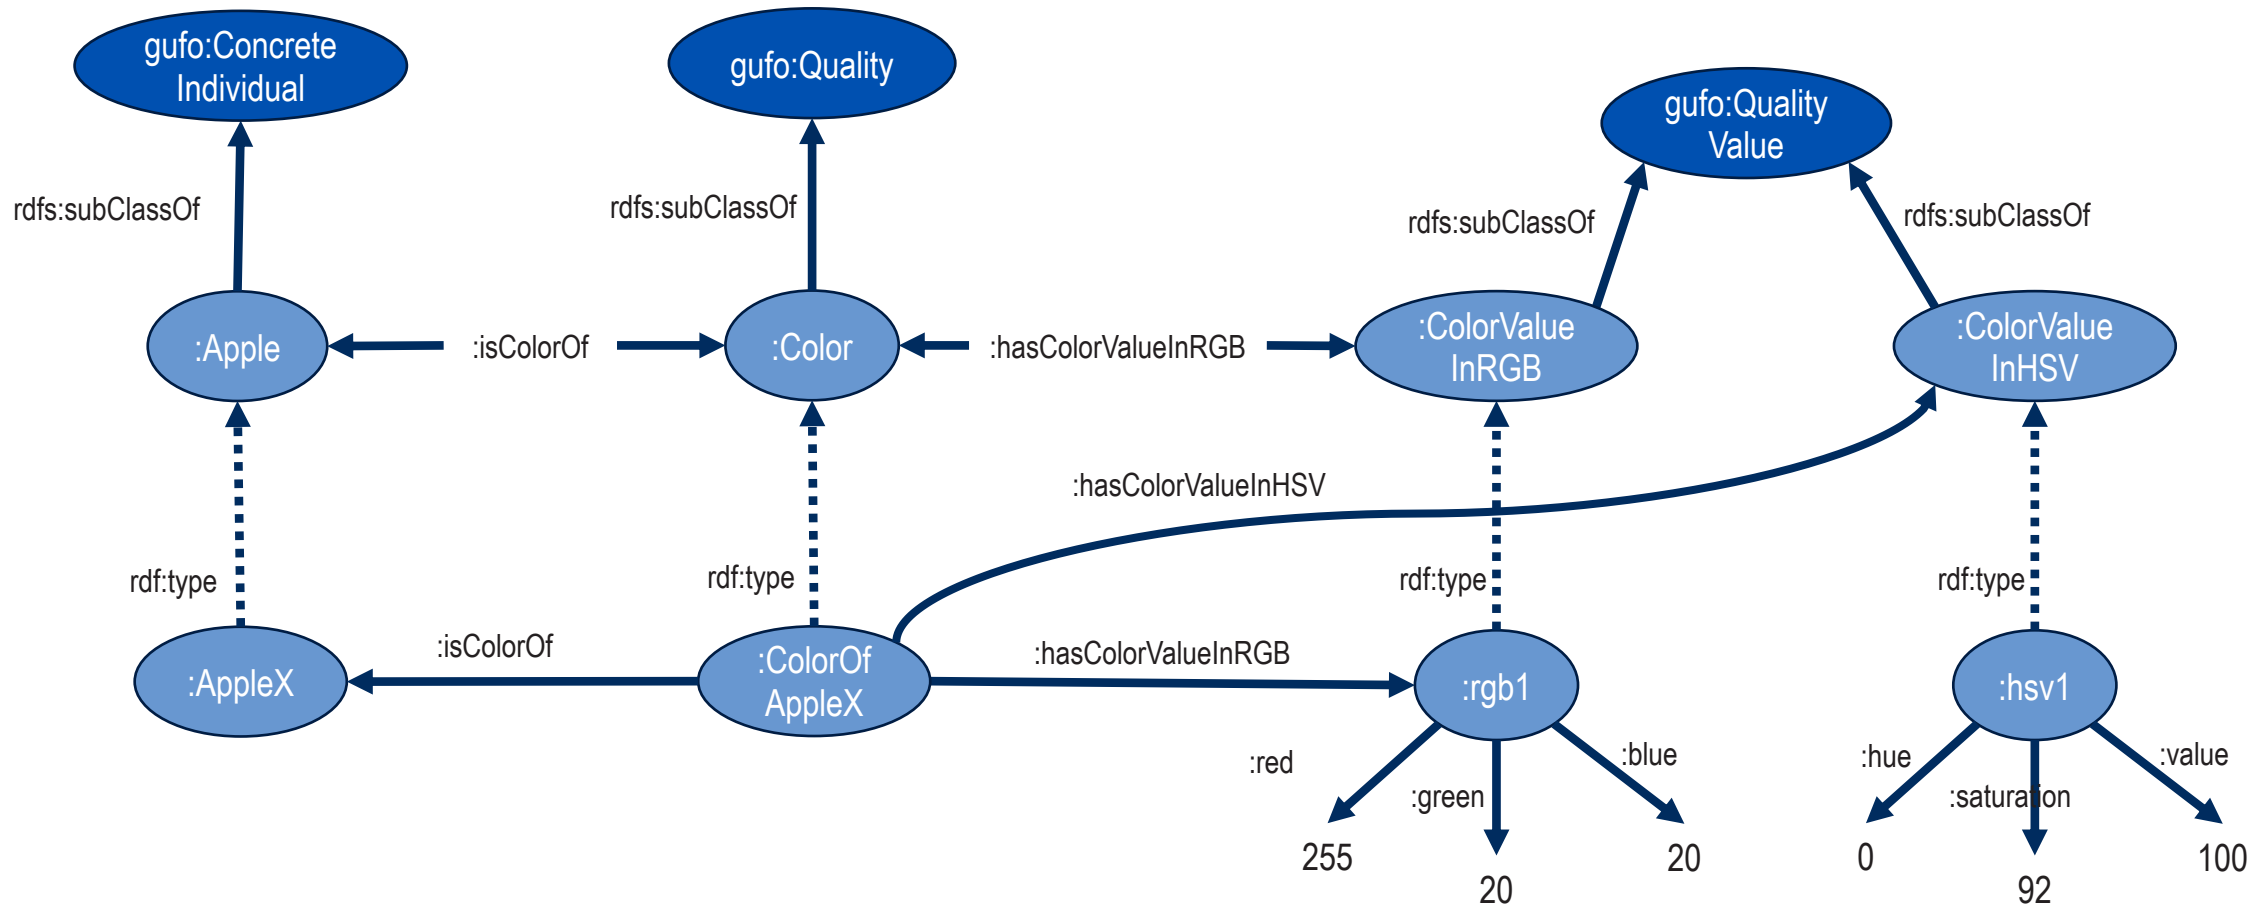 gufo:Concrete
Individual
gufo:Quality
gufo:Quality
Value
rdfs:subClassOf
rdfs:subClassOf
rdfs:subClassOf
rdfs:subClassOf
:Apple
:isColorOf
:Color
:hasColorValueInRGB
:ColorValue
InRGB
:ColorValue
InHSV
:hasColorValueInHSV
rdf:type
rdf:type
rdf:type
rdf:type
:AppleX
:isColorOf
:ColorOf
AppleX
:hasColorValueInRGB
:rgb1
:hsv1
:red
:green
:blue
:hue
:saturation
:value
255
20
20
0
92
100